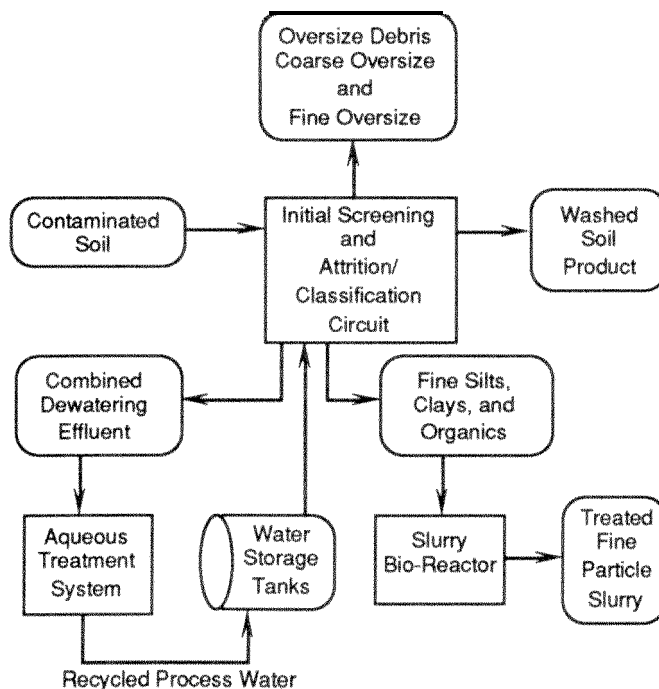 Oversize Debris
Coarse Oversize
and
Fine Oversize
Contaminated
Soil
Initial Screening
and
Attrition/
Classification
Circuit
Washed
Soil
Product
Combined
Dewatering
Effluent
Fine Silts,
Clays, and
Organics
Aqueous
Treatment
System
Water
Storage
Tanks
Slurry
Bio-Reactor
Treated
Fine
Particle
Slurry
Recycled Process Water